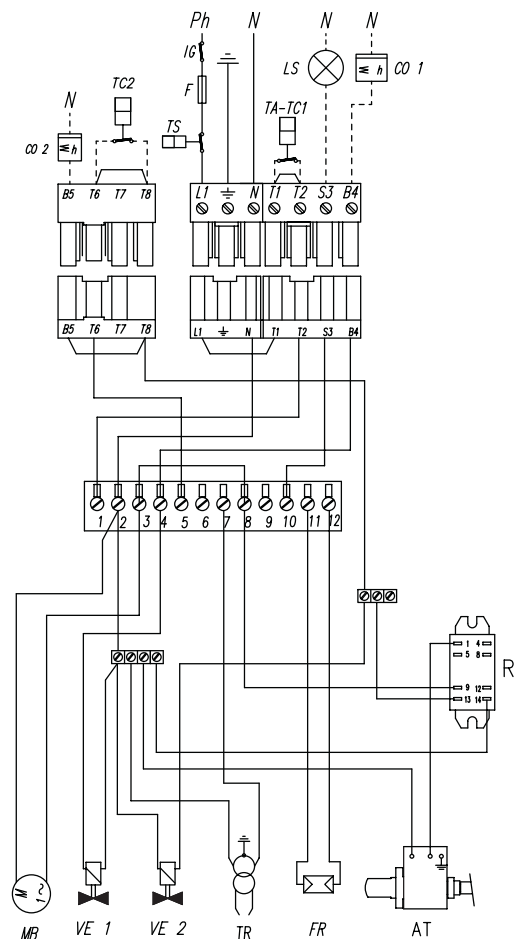 Ph N N N
IG
LS
CO 1
≤ h
TC2
F
N
TS
TA-TC1
CO 2
≤ h
B5 T6 T7 T8
L1 N T1 T2 S3 B4
B5 T6 T7 T8
L1 N T1 T2 S3 B4
1 2 3 4 5 6 7 8 9 10 11 12
1 4
5 8
R
9 12
13 14
M 1~
MB VE 1 VE 2 TR FR AT